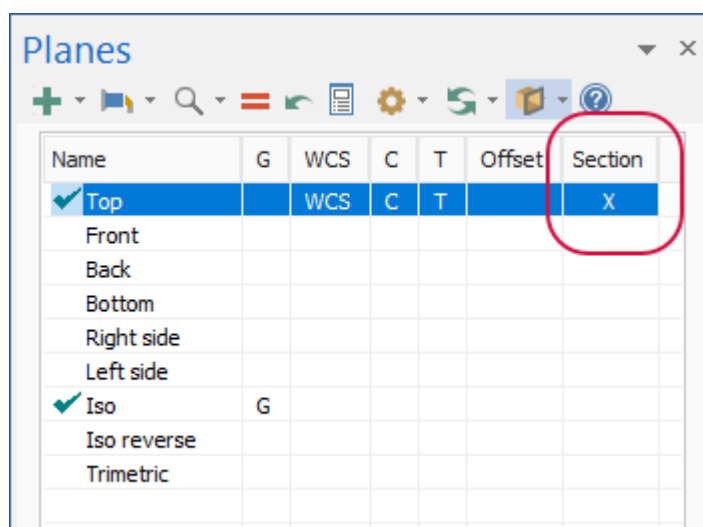 Planes
Name G WCS C T Offset Section
Top WCS C T X
Front
Back
Bottom
Right side
Left side
Iso G
Iso reverse
Trimetric